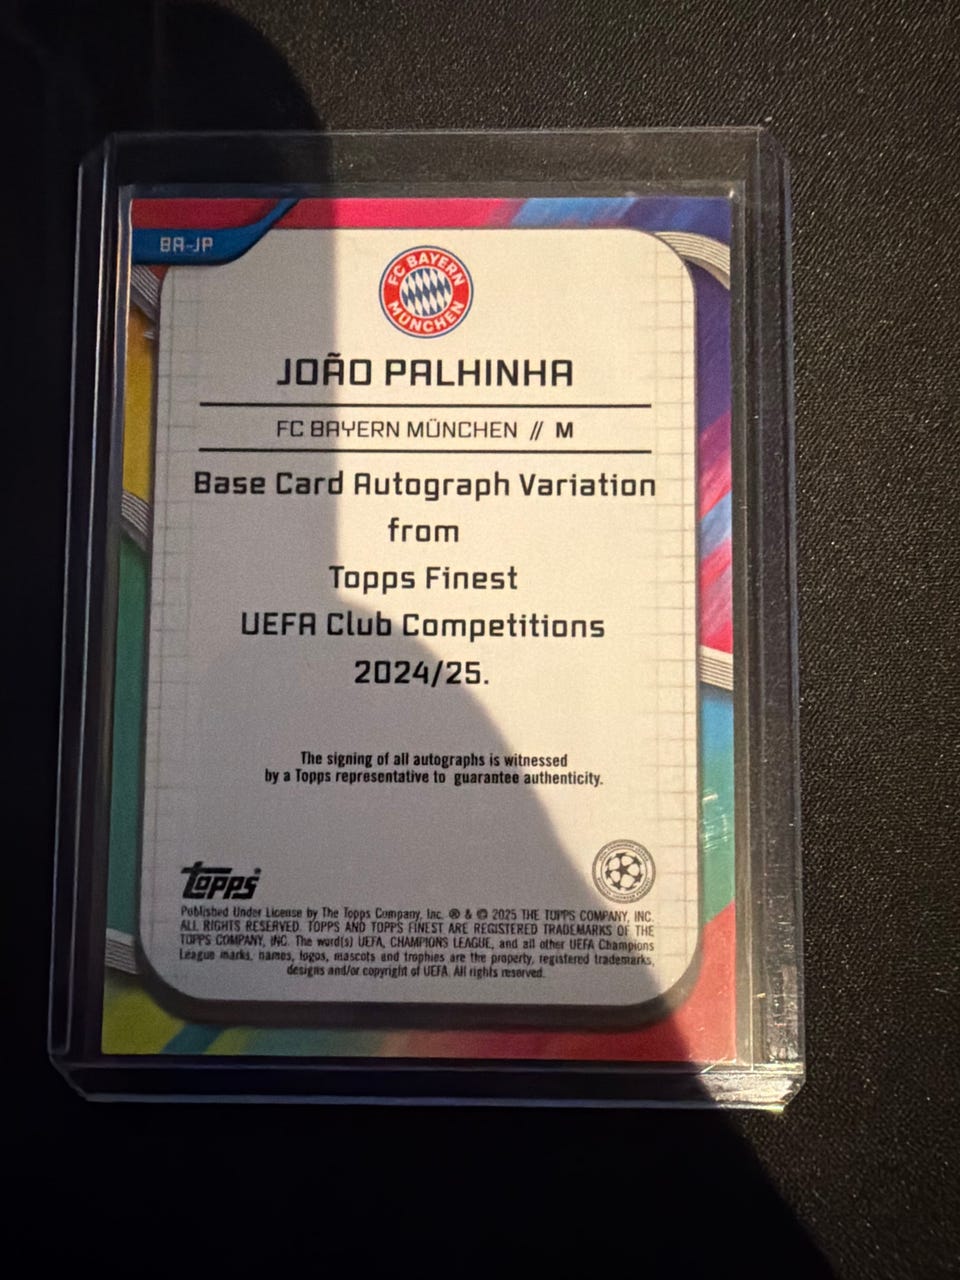 BA-JP
FC BAYERN
MÜNCHEN
JOÃO PALHINHA
FC BAYERN MÜNCHEN // M
Base Card Autograph Variation
from
Topps Finest
UEFA Club Competitions
2024/25.
The signing of all autographs is witnessed
by a Topps representative to guarantee authenticity.
topps
Published Under License by The Topps Company, Inc. ® & © 2025 THE TOPPS COMPANY, INC.
ALL RIGHTS RESERVED. TOPPS AND TOPPS FINEST ARE REGISTERED TRADEMARKS OF THE
TOPPS COMPANY, INC. The word(s) UEFA, CHAMPIONS LEAGUE, and all other UEFA Champions
League marks, names, logos, mascots and trophies are the property, registered trademarks,
designs and/or copyright of UEFA. All rights reserved.